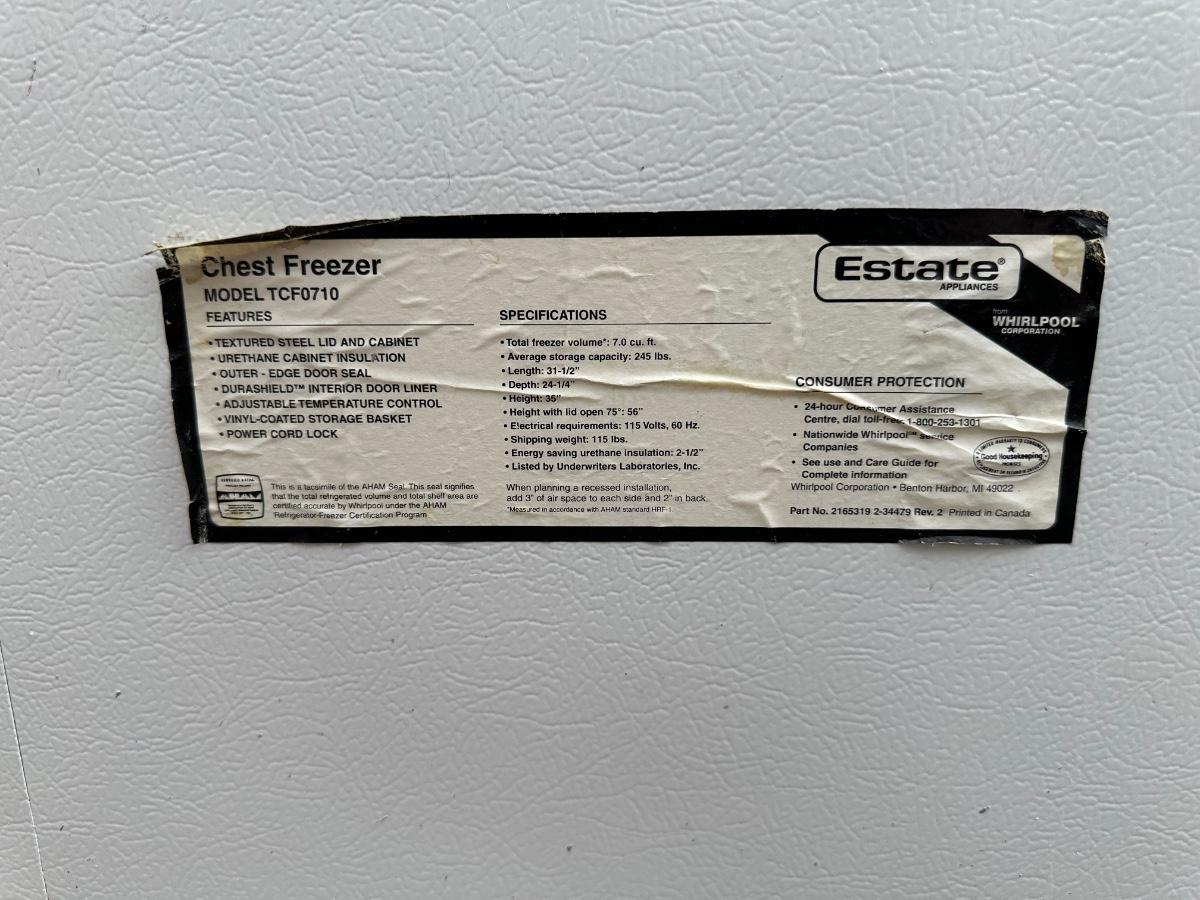 Chest Freezer
MODEL TCF0710
FEATURES
• TEXTURED STEEL LID AND CABINET
• URETHANE CABINET INSULATION
• OUTER - EDGE DOOR SEAL
• DURASHIELD™ INTERIOR DOOR LINER
• ADJUSTABLE TEMPERATURE CONTROL
• VINYL-COATED STORAGE BASKET
• POWER CORD LOCK
AHAM
This is a facsimile of the AHAM Seal. This seal signifies
that the total refrigerated volume and total shelf area are
certified accurate by Whirlpool under the AHAM
Refrigerator-Freezer Certification Program
SPECIFICATIONS
• Total freezer volume*: 7.0 cu. ft.
• Average storage capacity: 245 lbs.
• Length: 31-1/2"
• Depth: 24-1/4"
• Height: 35"
• Height with lid open 75°: 56"
• Electrical requirements: 115 Volts, 60 Hz.
• Shipping weight: 115 lbs.
• Energy saving urethane insulation: 2-1/2"
• Listed by Underwriters Laboratories, Inc.
When planning a recessed installation,
add 3" of air space to each side and 2" in back.
*Measured in accordance with AHAM standard HRF-1
Estate®
APPLIANCES
from
WHIRLPOOL
CORPORATION
CONSUMER PROTECTION
• 24-hour Consumer Assistance
Centre, dial toll-free: 1-800-253-1301
• Nationwide Whirlpool℠ service
Companies
• See use and Care Guide for
Complete information
Good Housekeeping
PROMISES
Whirlpool Corporation • Benton Harbor, MI 49022
Part No. 2165319 2-34479 Rev. 2 Printed in Canada